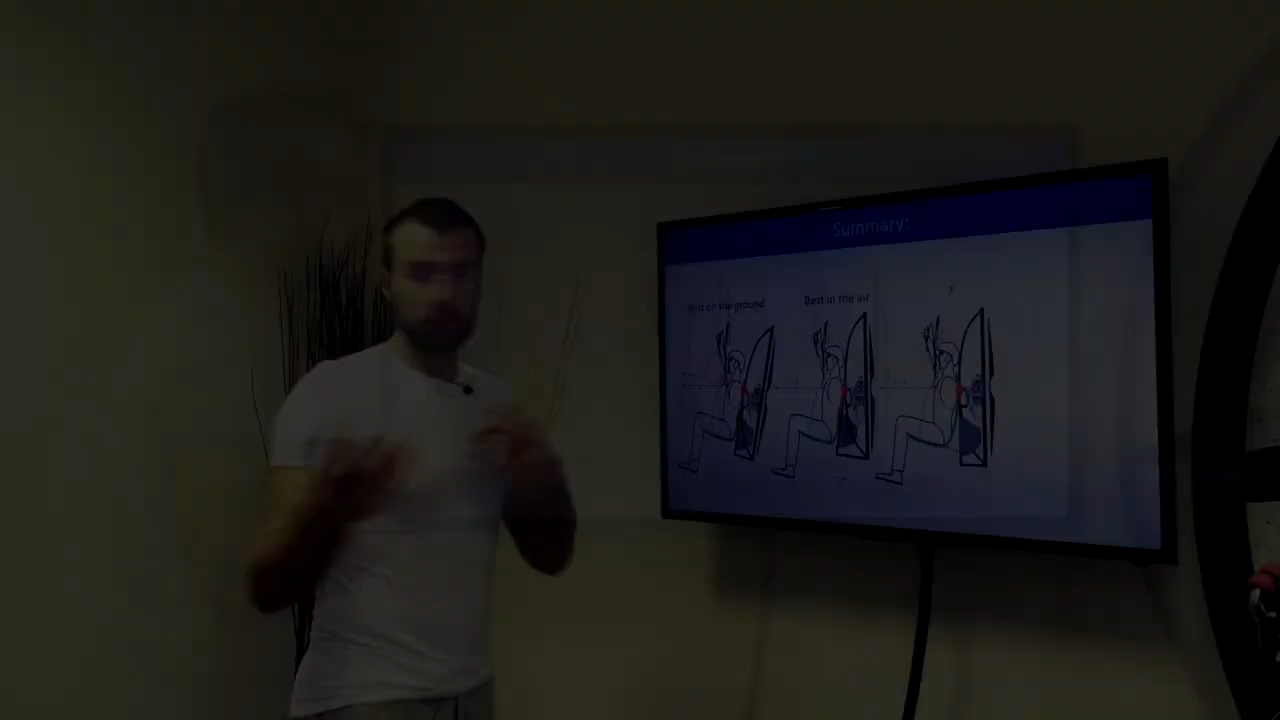 Summary:
Best on the ground
Best in the air
?